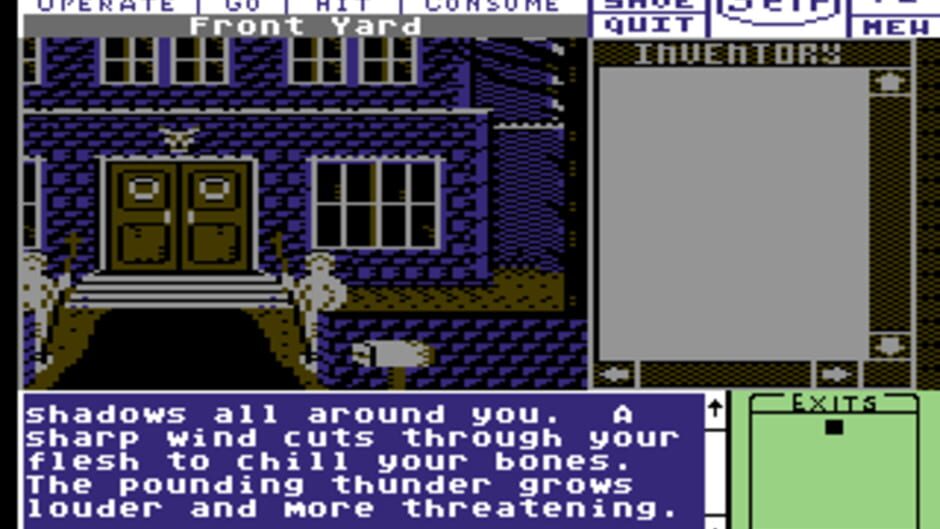 OPERATE GO HIT CONSUME
SAVE
Self
Front Yard
QUIT
NEW
InvEntORY
shadows all around you. A
sharp wind cuts through your
flesh to chill your bones.
The pounding thunder grows
louder and more threatening.
EXITS